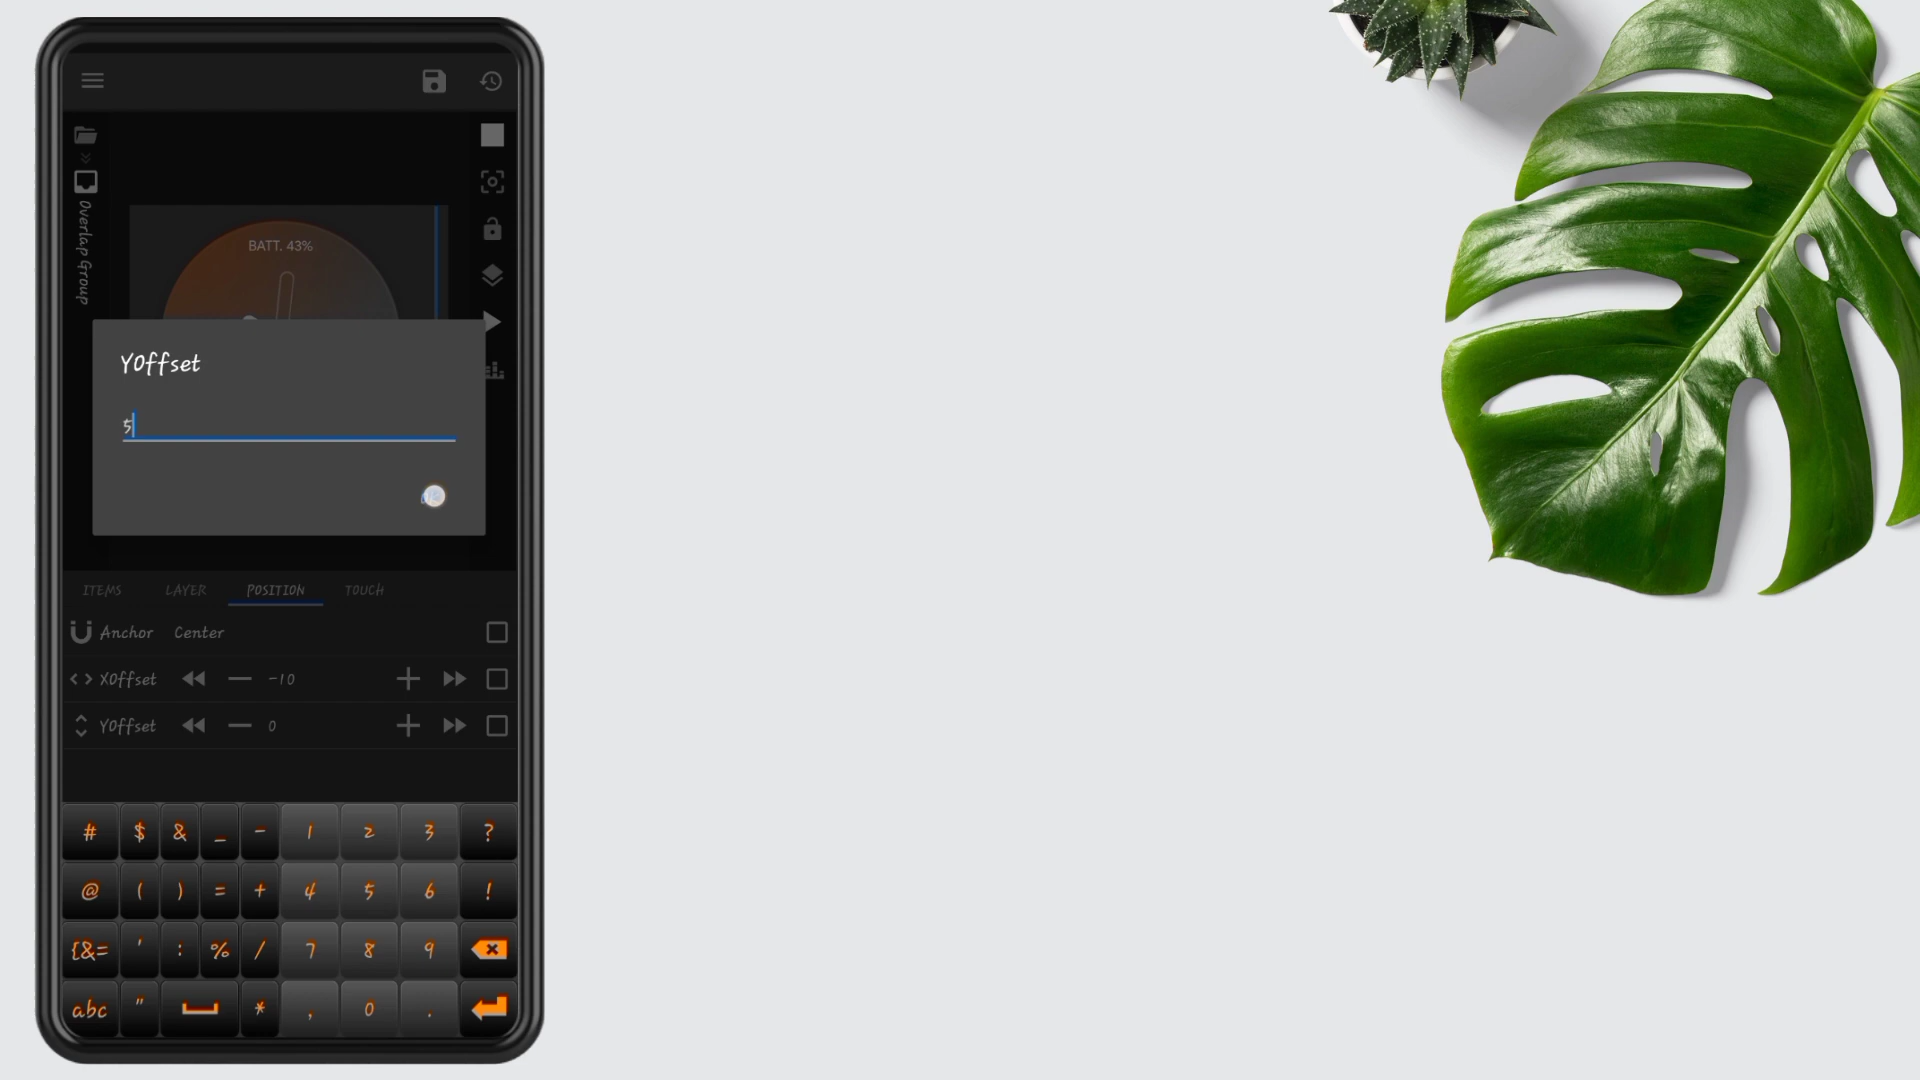 BATT. 43%
Overlap Group
YOffset
5
ITEMS LAYER POSITION TOUCH
Anchor Center
XOffset -10
YOffset 0
# $ & _ - 1 2 3 ?
@ ( ) = + 4 5 6 !
{&= ' : % / 7 8 9
abc " * , 0 .